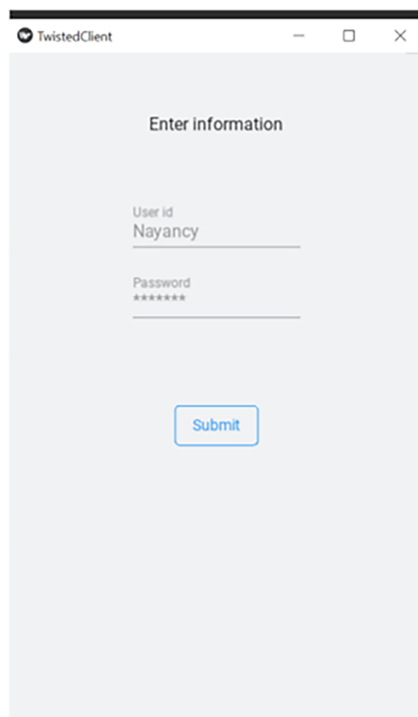 TwistedClient
Enter information
User id
Nayancy
Password
*******
Submit